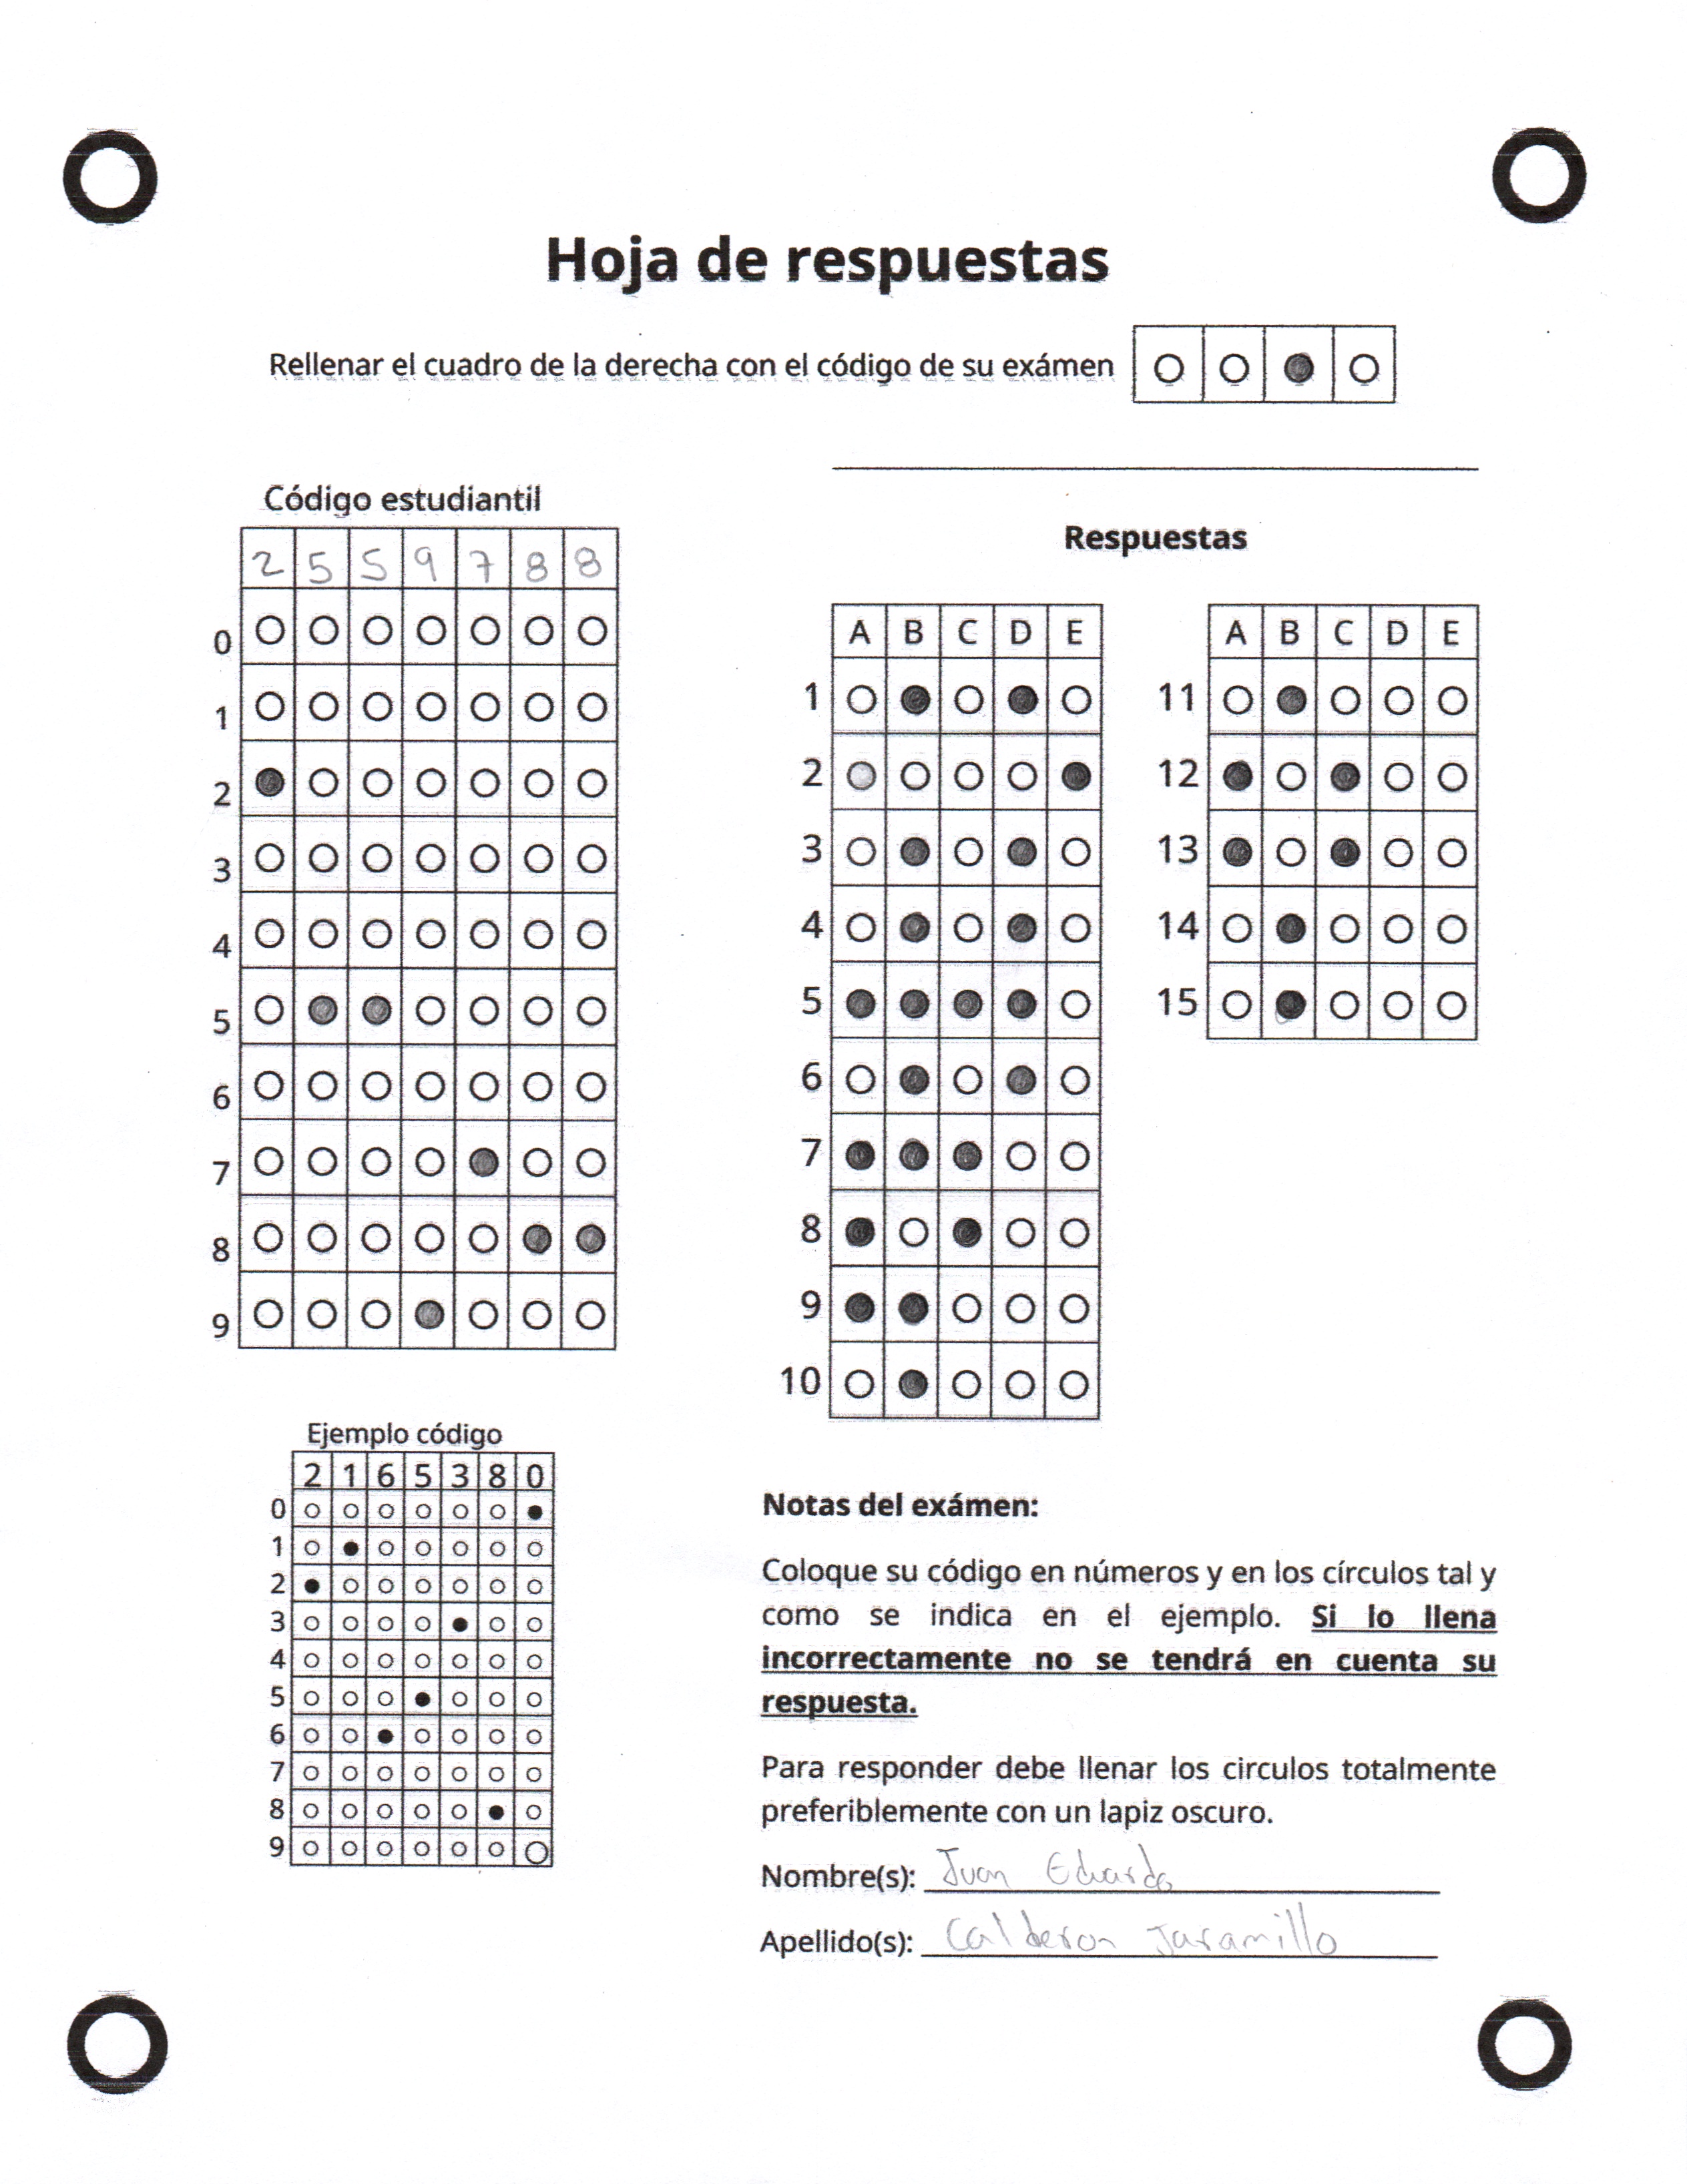 Hoja de respuestas
Rellenar el cuadro de la derecha con el código de su exámen
Código estudiantil
2 5 5 9 7 8 8
0
1
2
3
4
5
6
7
8
9
Respuestas
A B C D E
1
2
3
4
5
6
7
8
9
10
A B C D E
11
12
13
14
15
Ejemplo código
2 1 6 5 3 8 0
0
1
2
3
4
5
6
7
8
9
Notas del exámen:
Coloque su código en números y en los círculos tal y
como se indica en el ejemplo. Si lo llena
incorrectamente no se tendrá en cuenta su
respuesta.
Para responder debe llenar los circulos totalmente
preferiblemente con un lapiz oscuro.
Nombre(s): Juan Eduardo
Apellido(s): Calderon Jaramillo